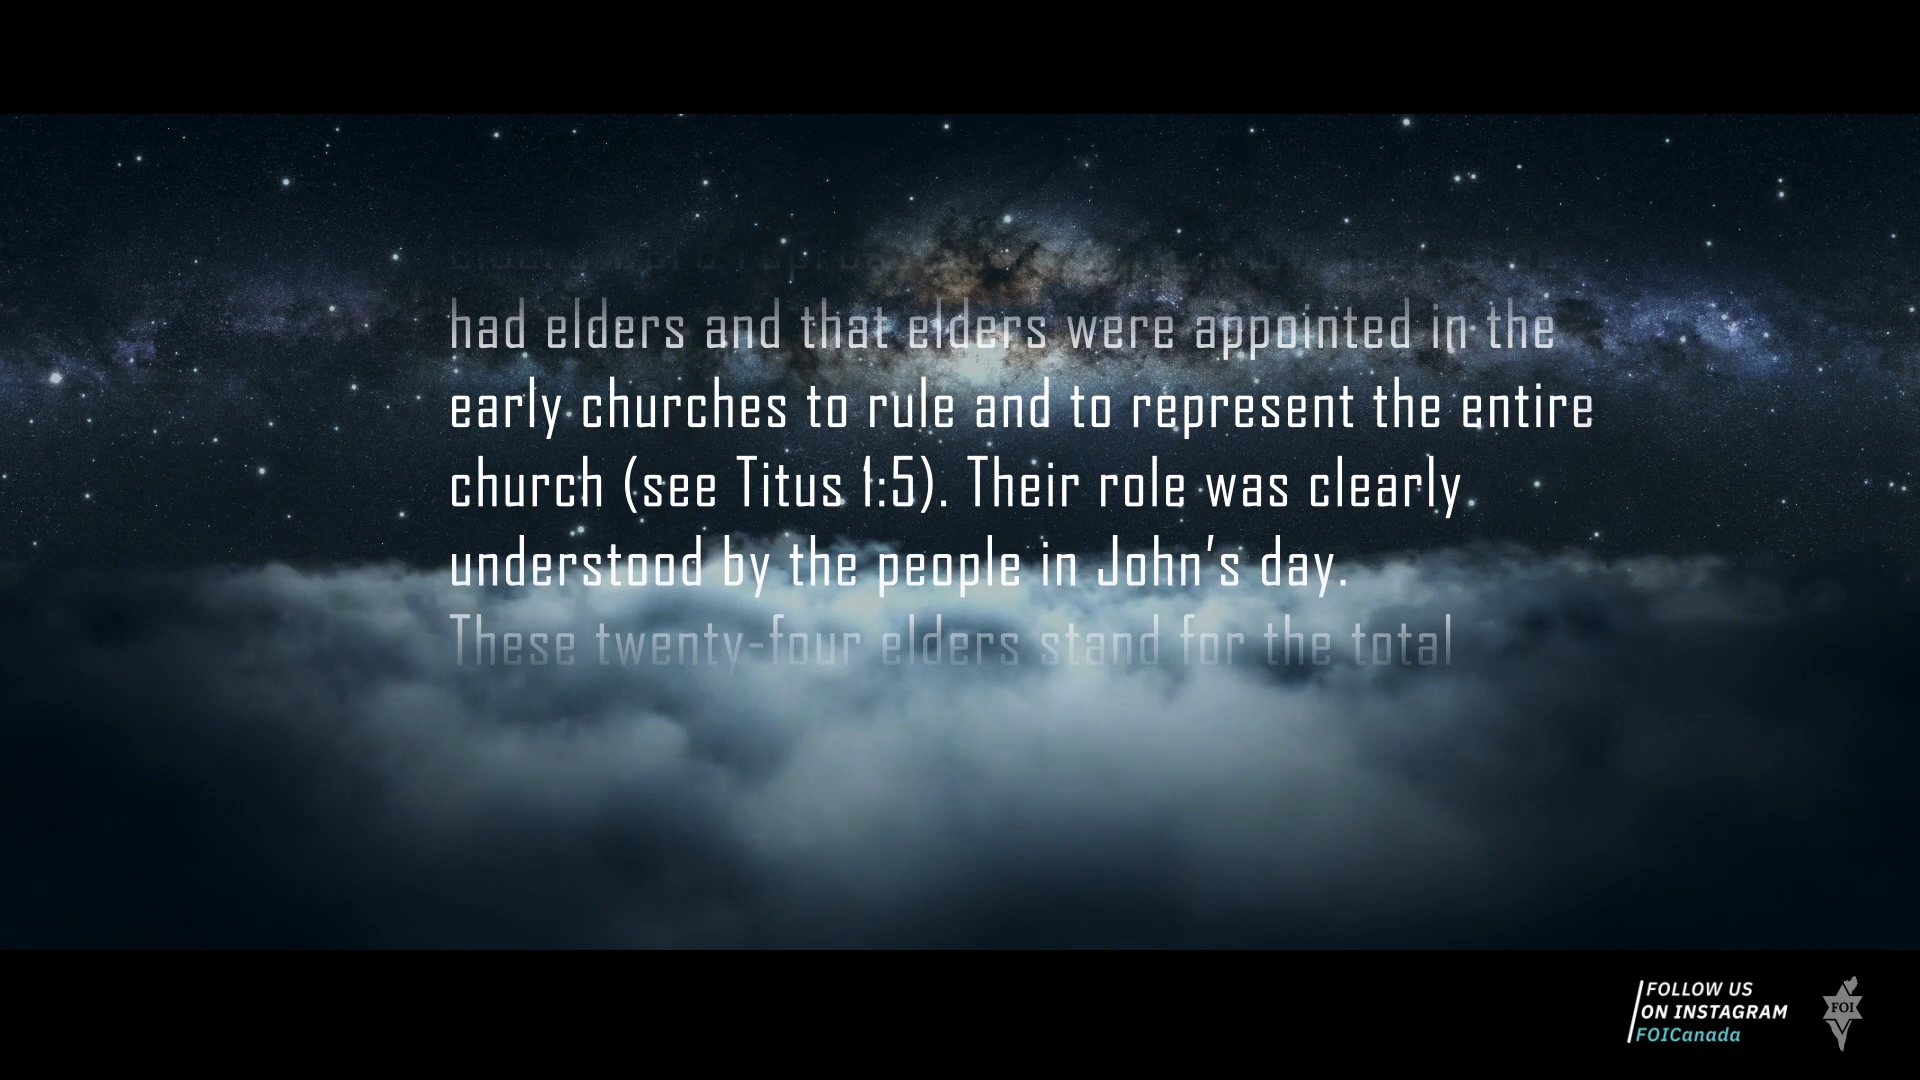 had elders and that elders were appointed in the
early churches to rule and to represent the entire
church (see Titus 1:5). Their role was clearly
understood by the people in John's day.
These twenty-four elders stand for the total
FOLLOW US
ON INSTAGRAM
FOICanada
FOI